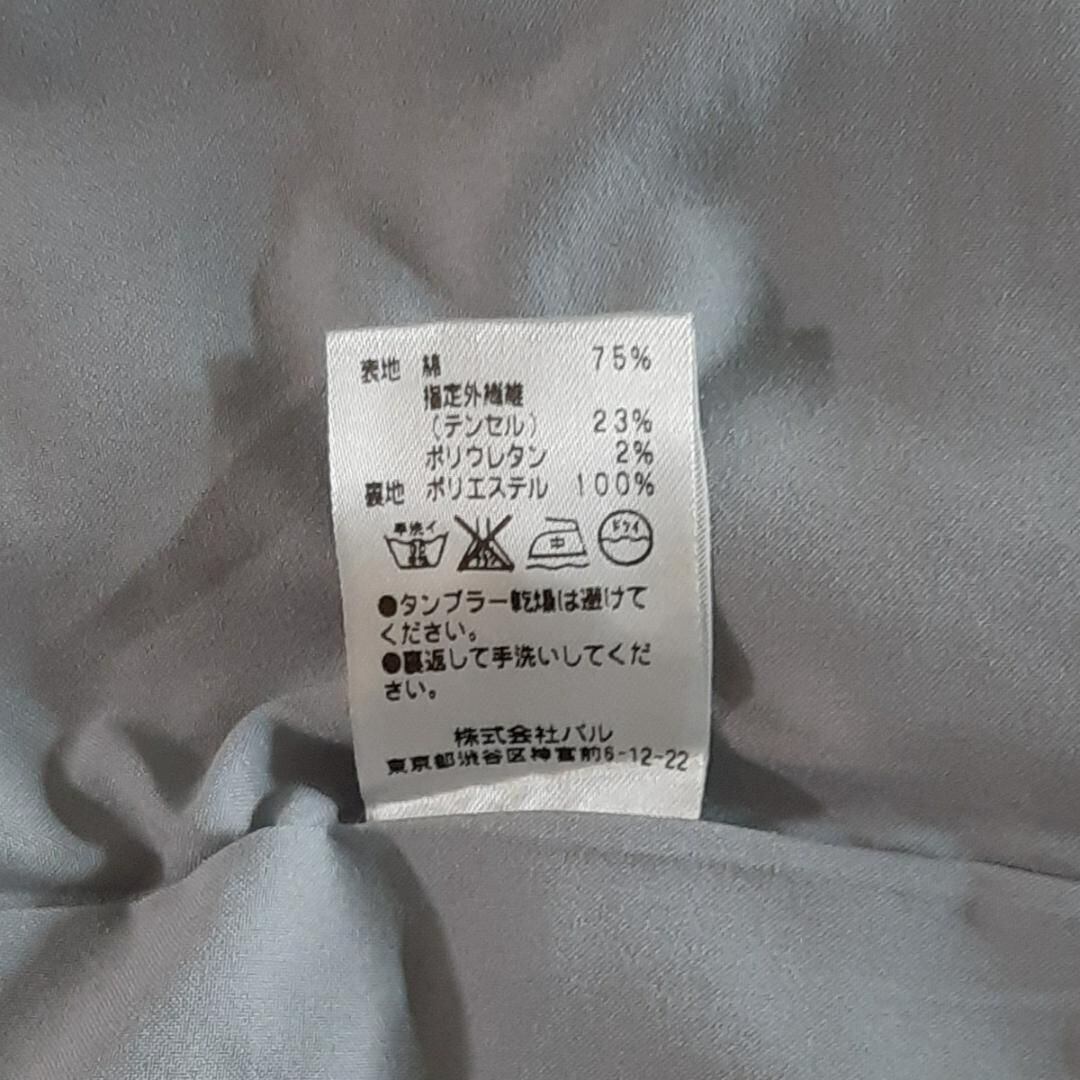 表地 綿 75%
指定外繊維
(テンセル) 23%
ポリウレタン 2%
裏地 ポリエステル 100%
手洗イ 中 ドライ
●タンブラー乾燥は避けて
ください。
●裏返して手洗いしてくだ
さい。
株式会社パル
東京都渋谷区神宮前6-12-22